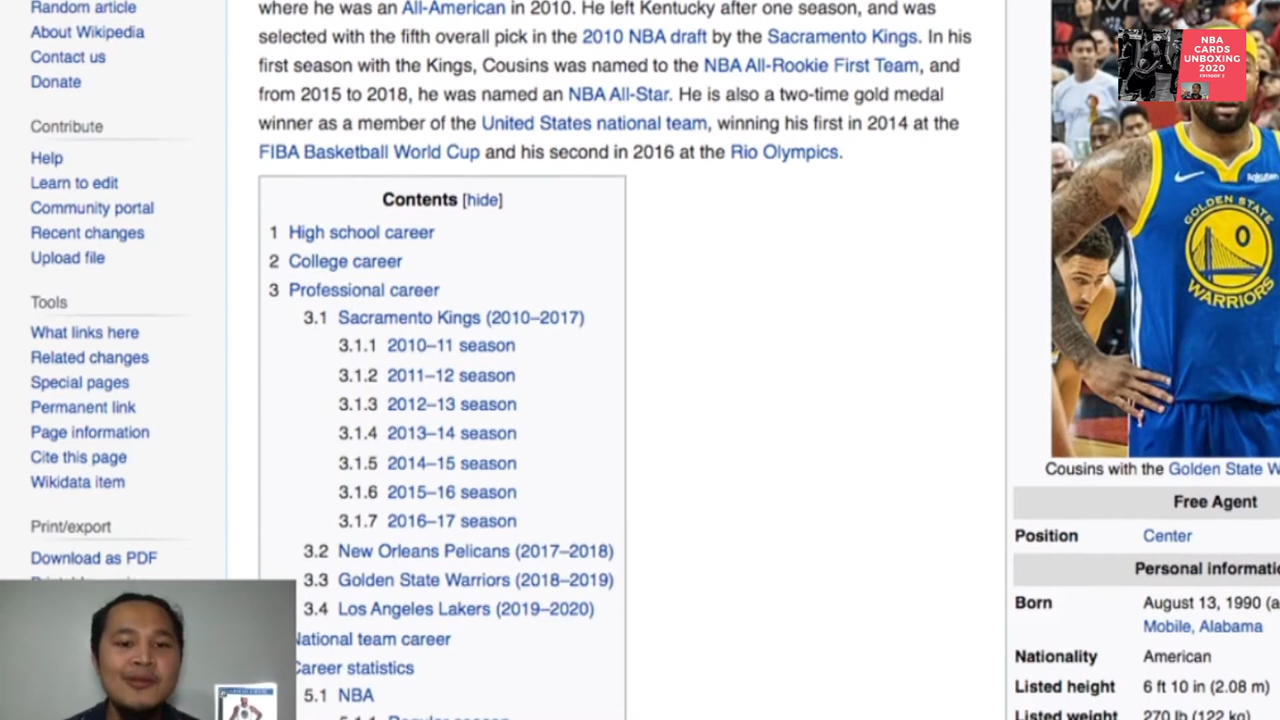 Random article
About Wikipedia
Contact us
Donate
Contribute
Help
Learn to edit
Community portal
Recent changes
Upload file
Tools
What links here
Related changes
Special pages
Permanent link
Page information
Cite this page
Wikidata item
Print/export
Download as PDF
where he was an All-American in 2010. He left Kentucky after one season, and was
selected with the fifth overall pick in the 2010 NBA draft by the Sacramento Kings. In his
first season with the Kings, Cousins was named to the NBA All-Rookie First Team, and
from 2015 to 2018, he was named an NBA All-Star. He is also a two-time gold medal
winner as a member of the United States national team, winning his first in 2014 at the
FIBA Basketball World Cup and his second in 2016 at the Rio Olympics.
Contents [hide]
1 High school career
2 College career
3 Professional career
3.1 Sacramento Kings (2010–2017)
3.1.1 2010–11 season
3.1.2 2011–12 season
3.1.3 2012–13 season
3.1.4 2013–14 season
3.1.5 2014–15 season
3.1.6 2015–16 season
3.1.7 2016–17 season
3.2 New Orleans Pelicans (2017–2018)
3.3 Golden State Warriors (2018–2019)
3.4 Los Angeles Lakers (2019–2020)
National team career
Career statistics
5.1 NBA
NBA
CARDS
UNBOXING
2020
EPISODE 2
Rakuten
GOLDEN STATE
0
WARRIORS
Cousins with the Golden State W
Free Agent
Position Center
Personal informatio
Born August 13, 1990 (a
Mobile, Alabama
Nationality American
Listed height 6 ft 10 in (2.08 m)
Listed weight 270 lb (122 kg)